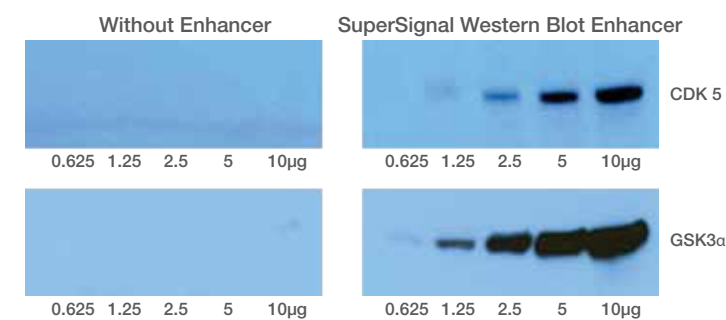 Without Enhancer SuperSignal Western Blot Enhancer
CDK 5
0.625 1.25 2.5 5 10µg 0.625 1.25 2.5 5 10µg
GSK3α
0.625 1.25 2.5 5 10µg 0.625 1.25 2.5 5 10µg